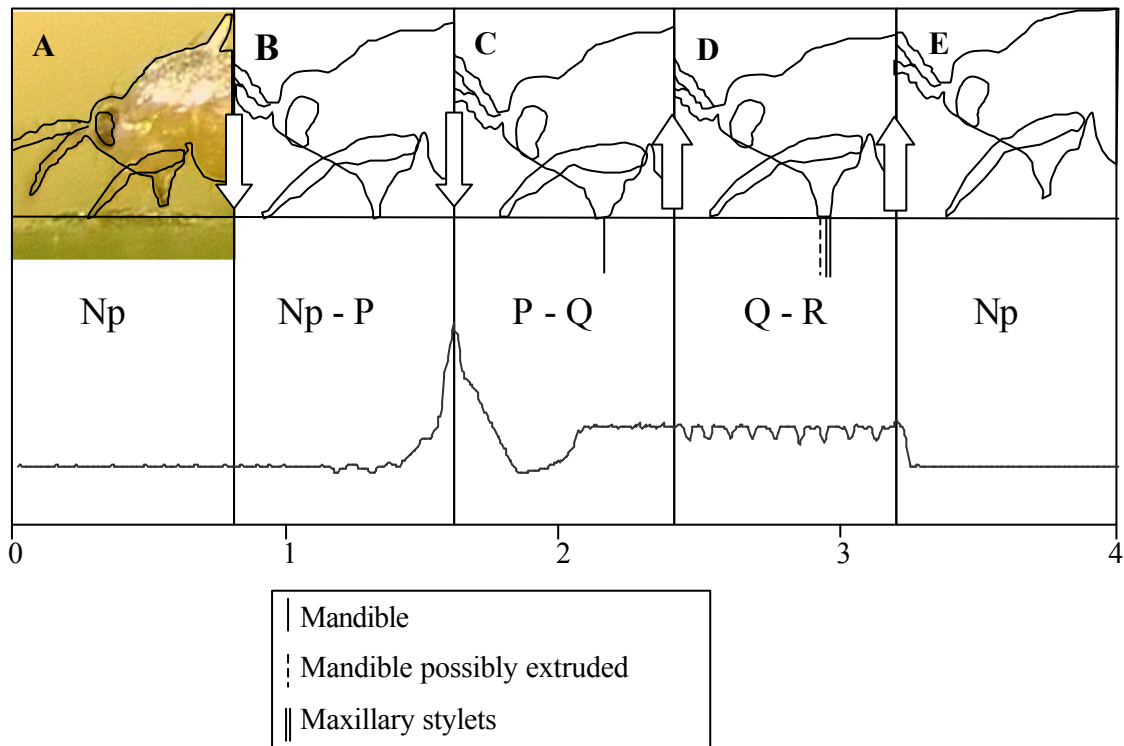 A B C D E
Np Np - P P - Q Q - R Np
0 1 2 3 4
Mandible
Mandible possibly extruded
Maxillary stylets